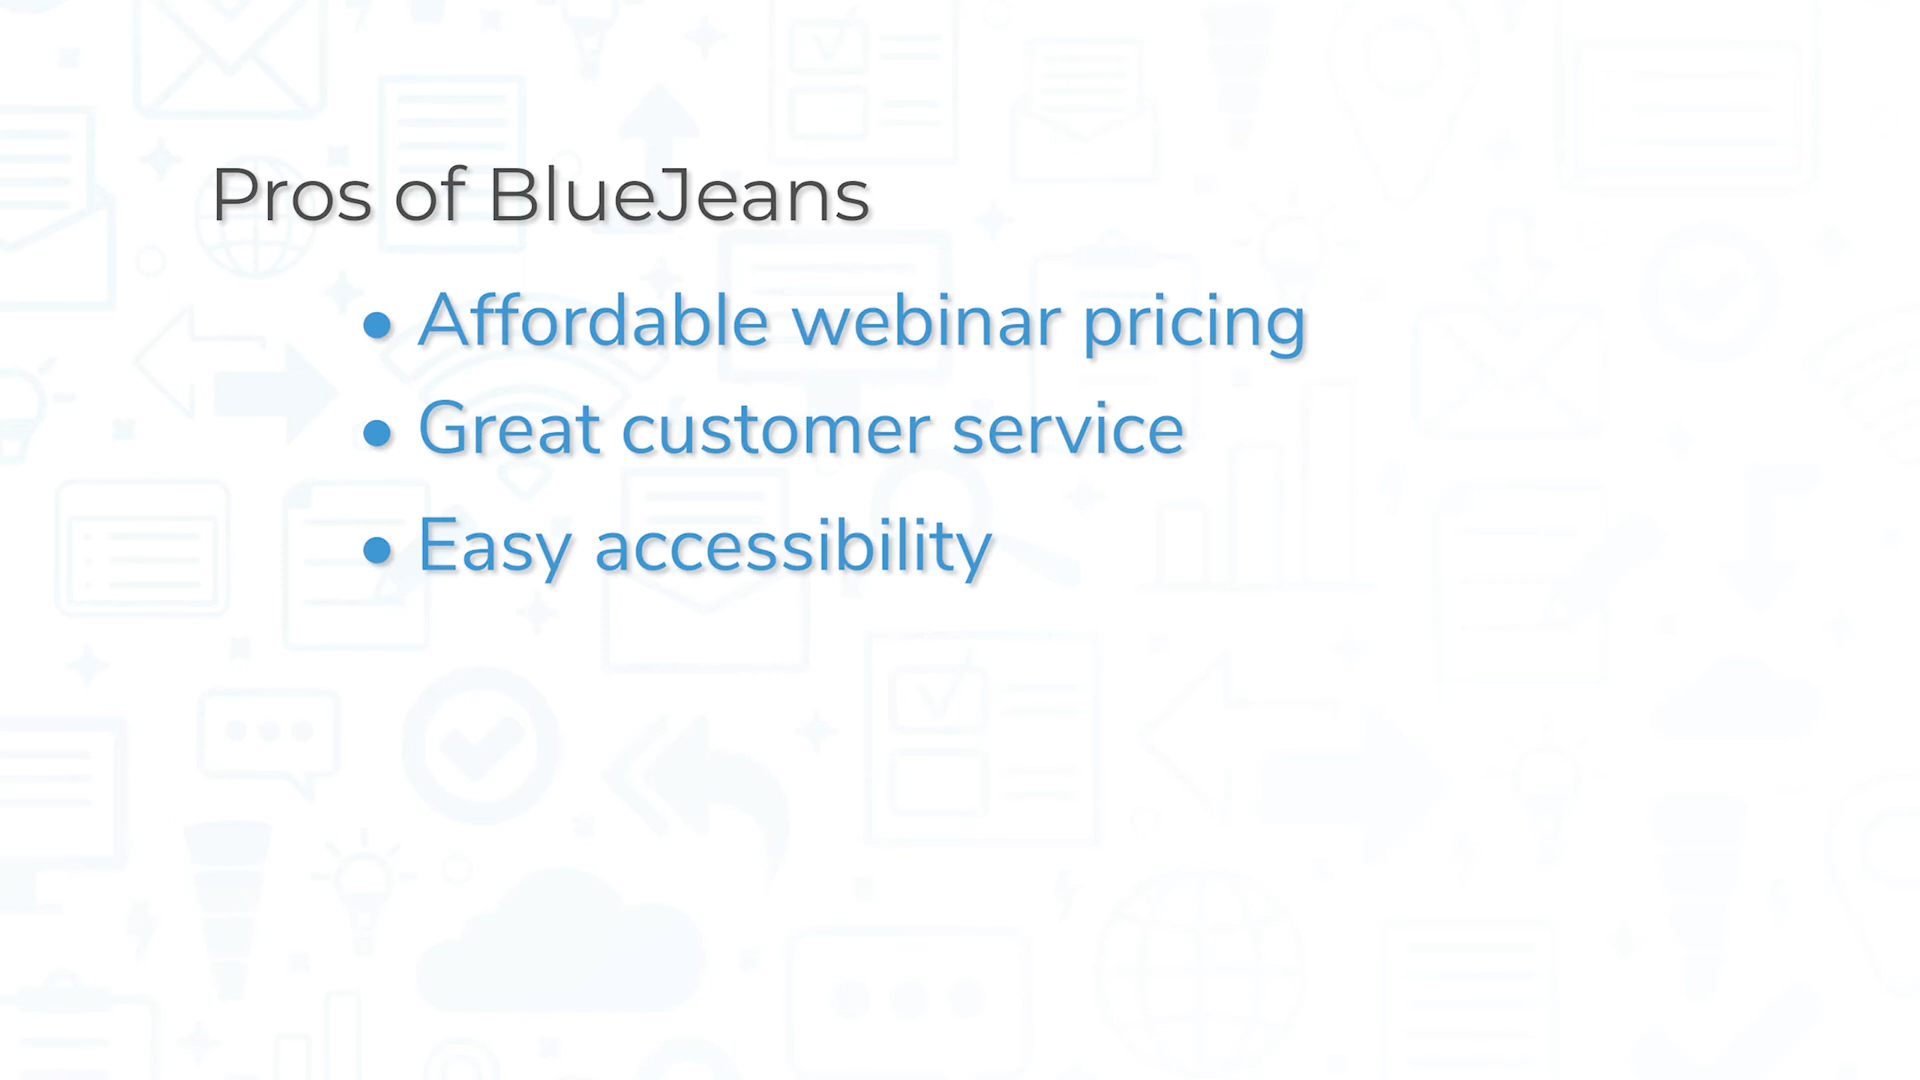 Pros of BlueJeans
• Affordable webinar pricing
• Great customer service
• Easy accessibility